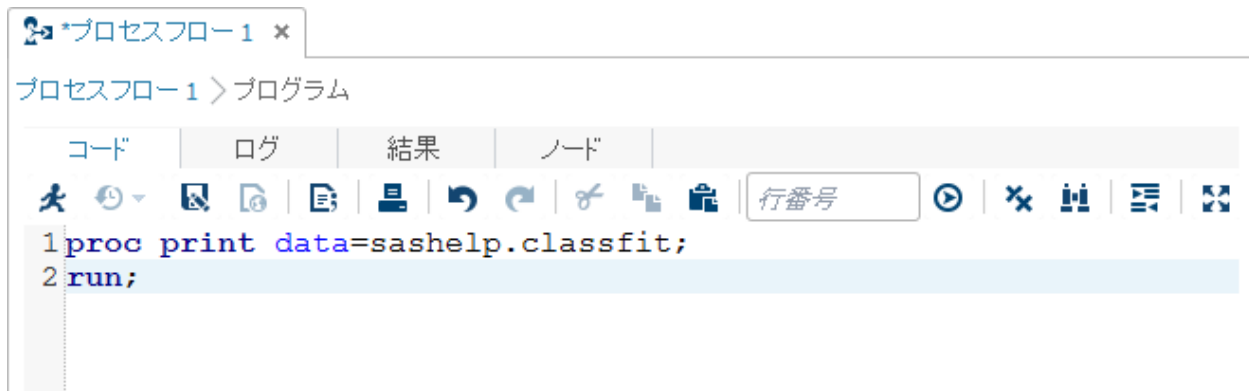 *プロセスフロー 1 ×
プロセスフロー 1 > プログラム
コード ログ 結果 ノード
行番号
1 proc print data=sashelp.classfit;
2 run;